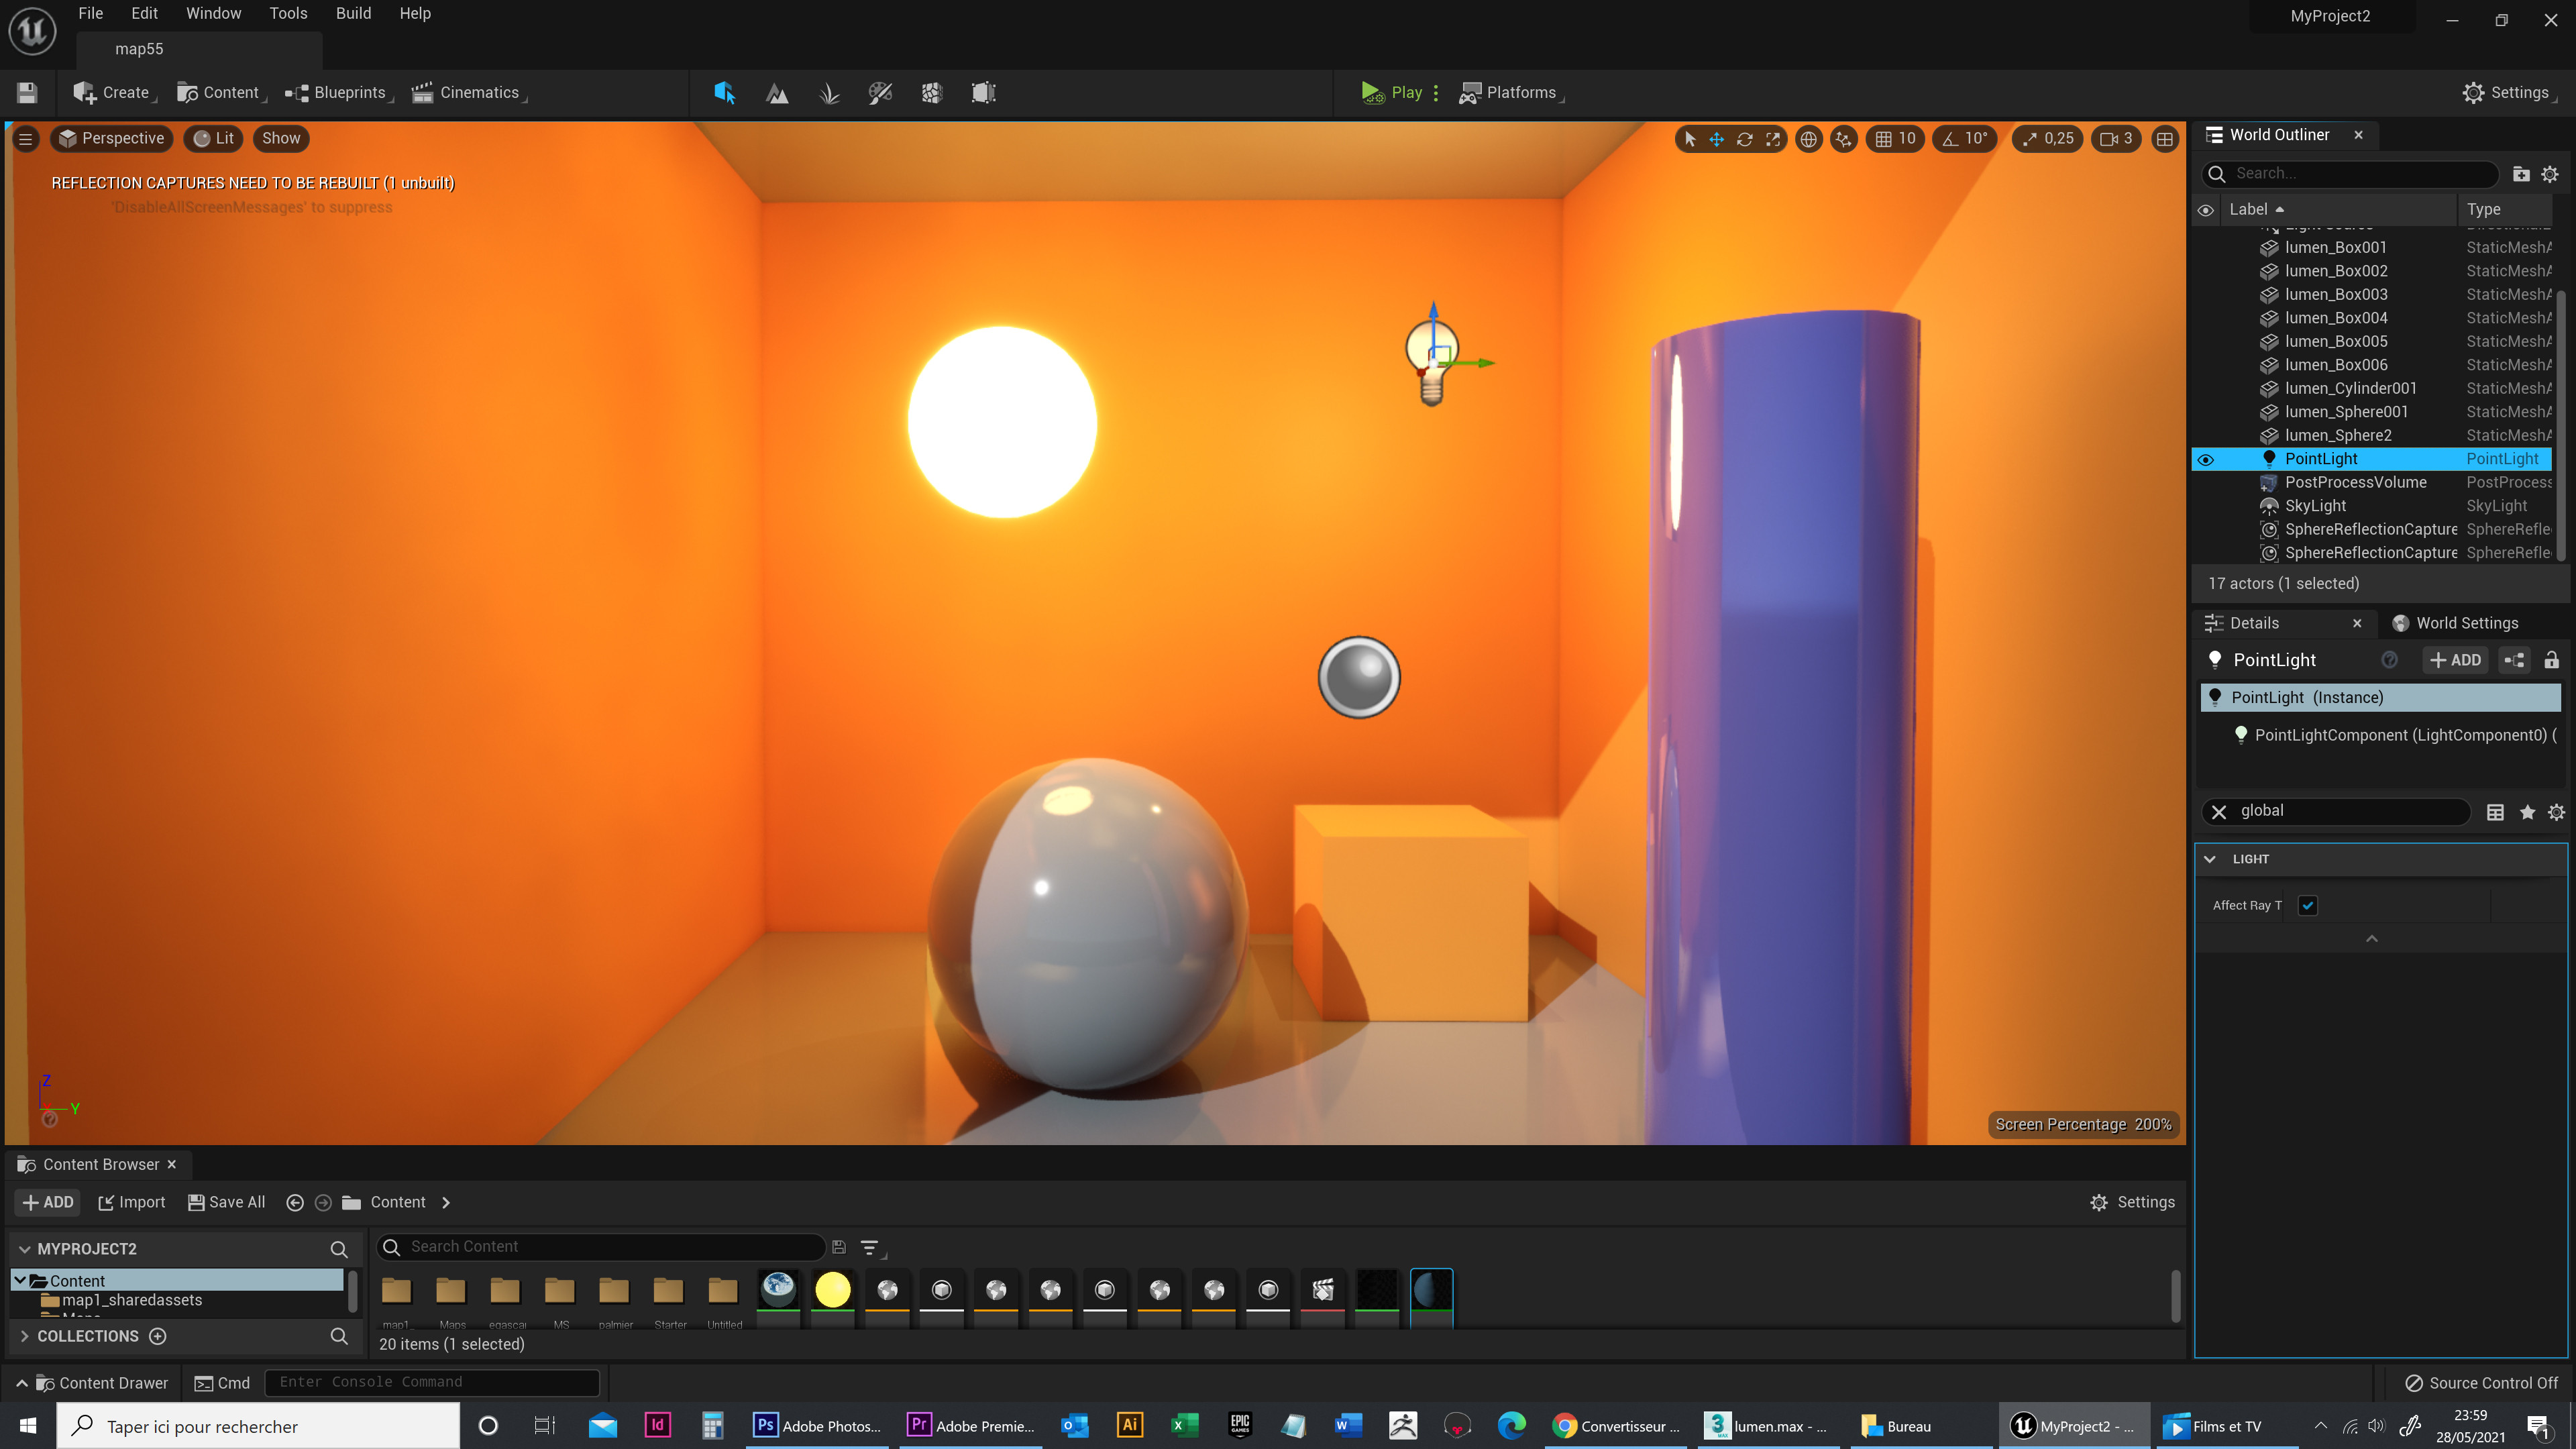 File Edit Window Tools Build Help
MyProject2
map55
Create Content Blueprints Cinematics
Play Platforms
Settings
Perspective Lit Show
10 10° 0,25 3
REFLECTION CAPTURES NEED TO BE REBUILT (1 unbuilt)
'DisableAllScreenMessages' to suppress
Z
Y
Screen Percentage 200%
World Outliner
Search...
Label Type
lumen_Box001 StaticMeshA
lumen_Box002 StaticMeshA
lumen_Box003 StaticMeshA
lumen_Box004 StaticMeshA
lumen_Box005 StaticMeshA
lumen_Box006 StaticMeshA
lumen_Cylinder001 StaticMeshA
lumen_Sphere001 StaticMeshA
lumen_Sphere2 StaticMeshA
PointLight PointLight
PostProcessVolume PostProcess
SkyLight SkyLight
SphereReflectionCapture SphereRefle
SphereReflectionCapture SphereRefle
17 actors (1 selected)
Details World Settings
PointLight ADD
PointLight (Instance)
PointLightComponent (LightComponent0) (
global
LIGHT
Affect Ray T
Content Browser
ADD Import Save All Content
Settings
MYPROJECT2
Search Content
Content
map1_sharedassets
map1_ Maps egasca MS palmier Starter Untitled
COLLECTIONS
20 items (1 selected)
Content Drawer Cmd Enter Console Command
Source Control Off
Taper ici pour rechercher
Adobe Photos...
Adobe Premie...
Convertisseur ...
lumen.max - ...
Bureau
MyProject2 - ...
Films et TV
23:59
28/05/2021
1